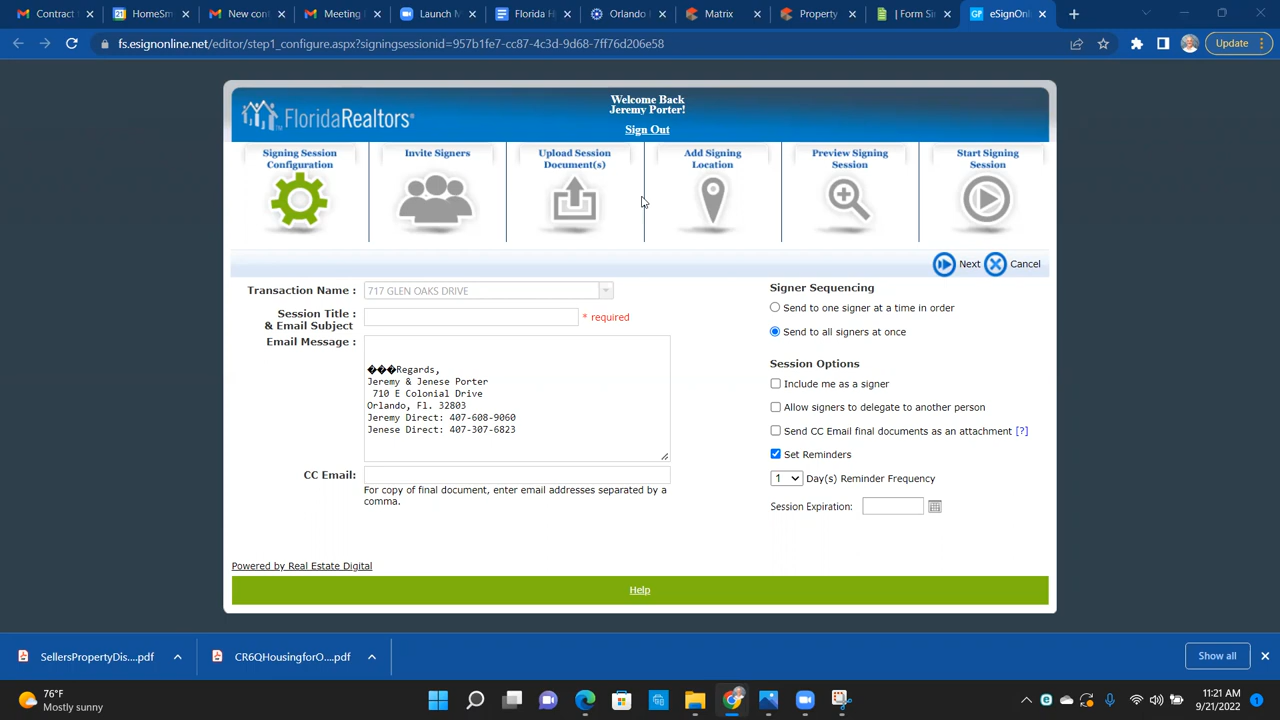 Contract
HomeSm
New cont
Meeting
Launch M
Florida H
Orlando
Matrix
Property
| Form Si
eSignOnl
fs.esignonline.net/editor/step1_configure.aspx?signingsessionid=957b1fe7-cc87-4c3d-9d68-7ff76d206e58
Update
FloridaRealtors®
Welcome Back
Jeremy Porter!
Sign Out
Signing Session
Configuration
Invite Signers
Upload Session
Document(s)
Add Signing
Location
Preview Signing
Session
Start Signing
Session
Next
Cancel
Transaction Name :
717 GLEN OAKS DRIVE
Session Title :
& Email Subject
* required
Email Message :
���Regards,
Jeremy & Jenese Porter
710 E Colonial Drive
Orlando, Fl. 32803
Jeremy Direct: 407-608-9060
Jenese Direct: 407-307-6823
CC Email:
For copy of final document, enter email addresses separated by a
comma.
Signer Sequencing
Send to one signer at a time in order
Send to all signers at once
Session Options
Include me as a signer
Allow signers to delegate to another person
Send CC Email final documents as an attachment [?]
Set Reminders
1 Day(s) Reminder Frequency
Session Expiration:
Powered by Real Estate Digital
Help
SellersPropertyDis....pdf
CR6QHousingforO....pdf
Show all
76°F
Mostly sunny
11:21 AM
9/21/2022
1